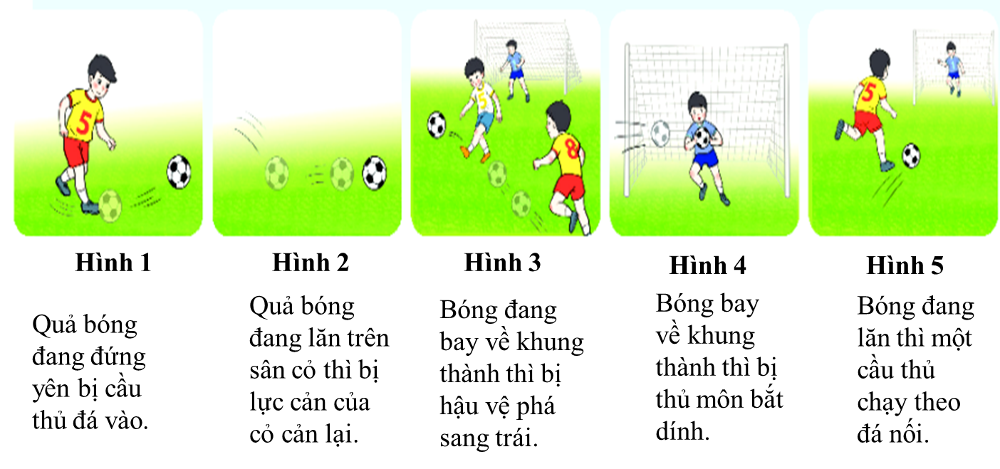 5
5
8
5
Hình 1
Hình 2
Hình 3
Hình 4
Hình 5
Quả bóng
đang đứng
yên bị cầu
thủ đá vào.
Quả bóng
đang lăn trên
sân cỏ thì bị
lực cản của
cỏ cản lại.
Bóng đang
bay về khung
thành thì bị
hậu vệ phá
sang trái.
Bóng bay
về khung
thành thì bị
thủ môn bắt
dính.
Bóng đang
lăn thì một
cầu thủ
chạy theo
đá nối.